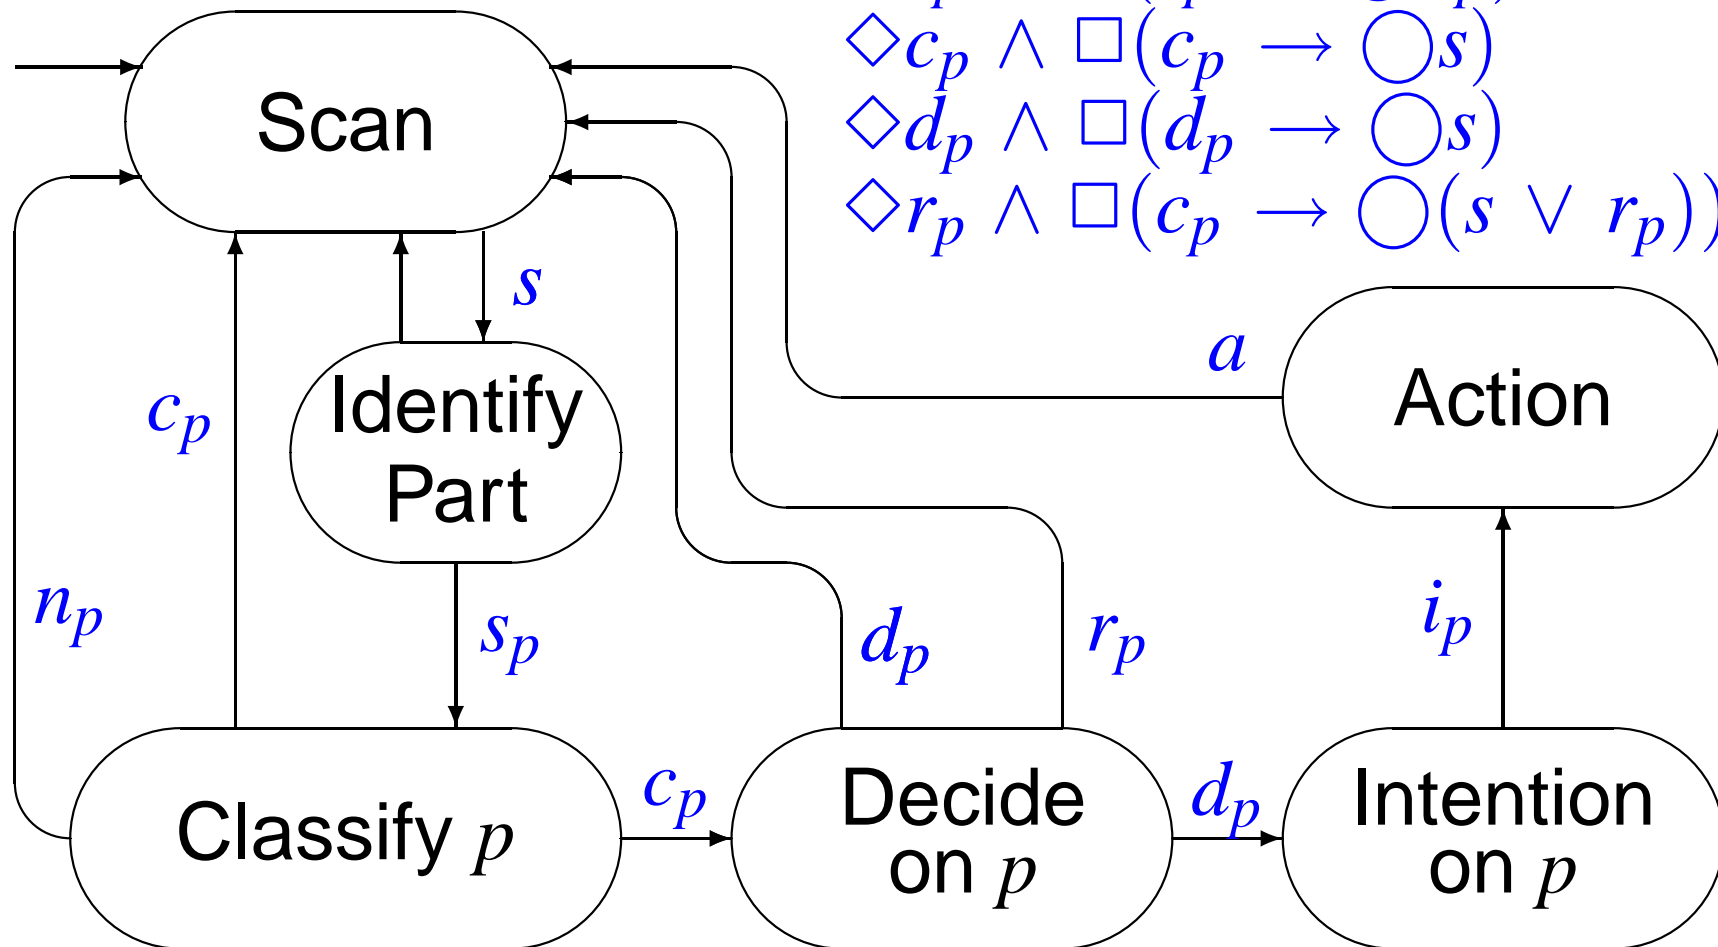 ◇c_p ∧ □(c_p → ◯s)
◇d_p ∧ □(d_p → ◯s)
◇r_p ∧ □(c_p → ◯(s ∨ r_p))
Scan
s
a
Action
c_p
Identify
Part
n_p
s_p
d_p
r_p
i_p
Classify p
c_p
Decide
on p
d_p
Intention
on p